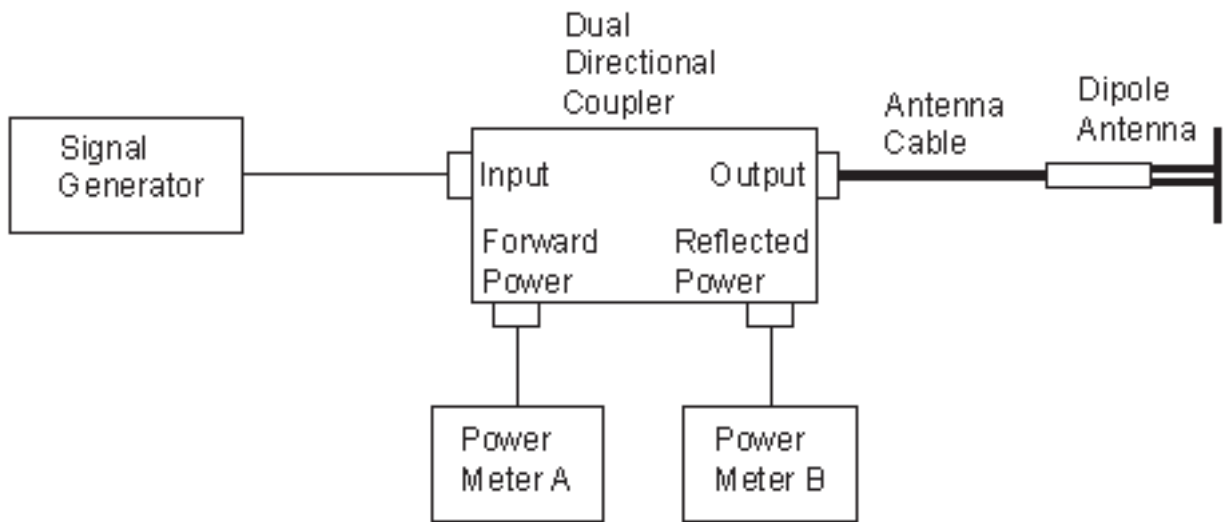 Dual
Directional
Coupler
Signal
Generator
Input
Output
Forward
Power
Reflected
Power
Antenna
Cable
Dipole
Antenna
Power
Meter A
Power
Meter B